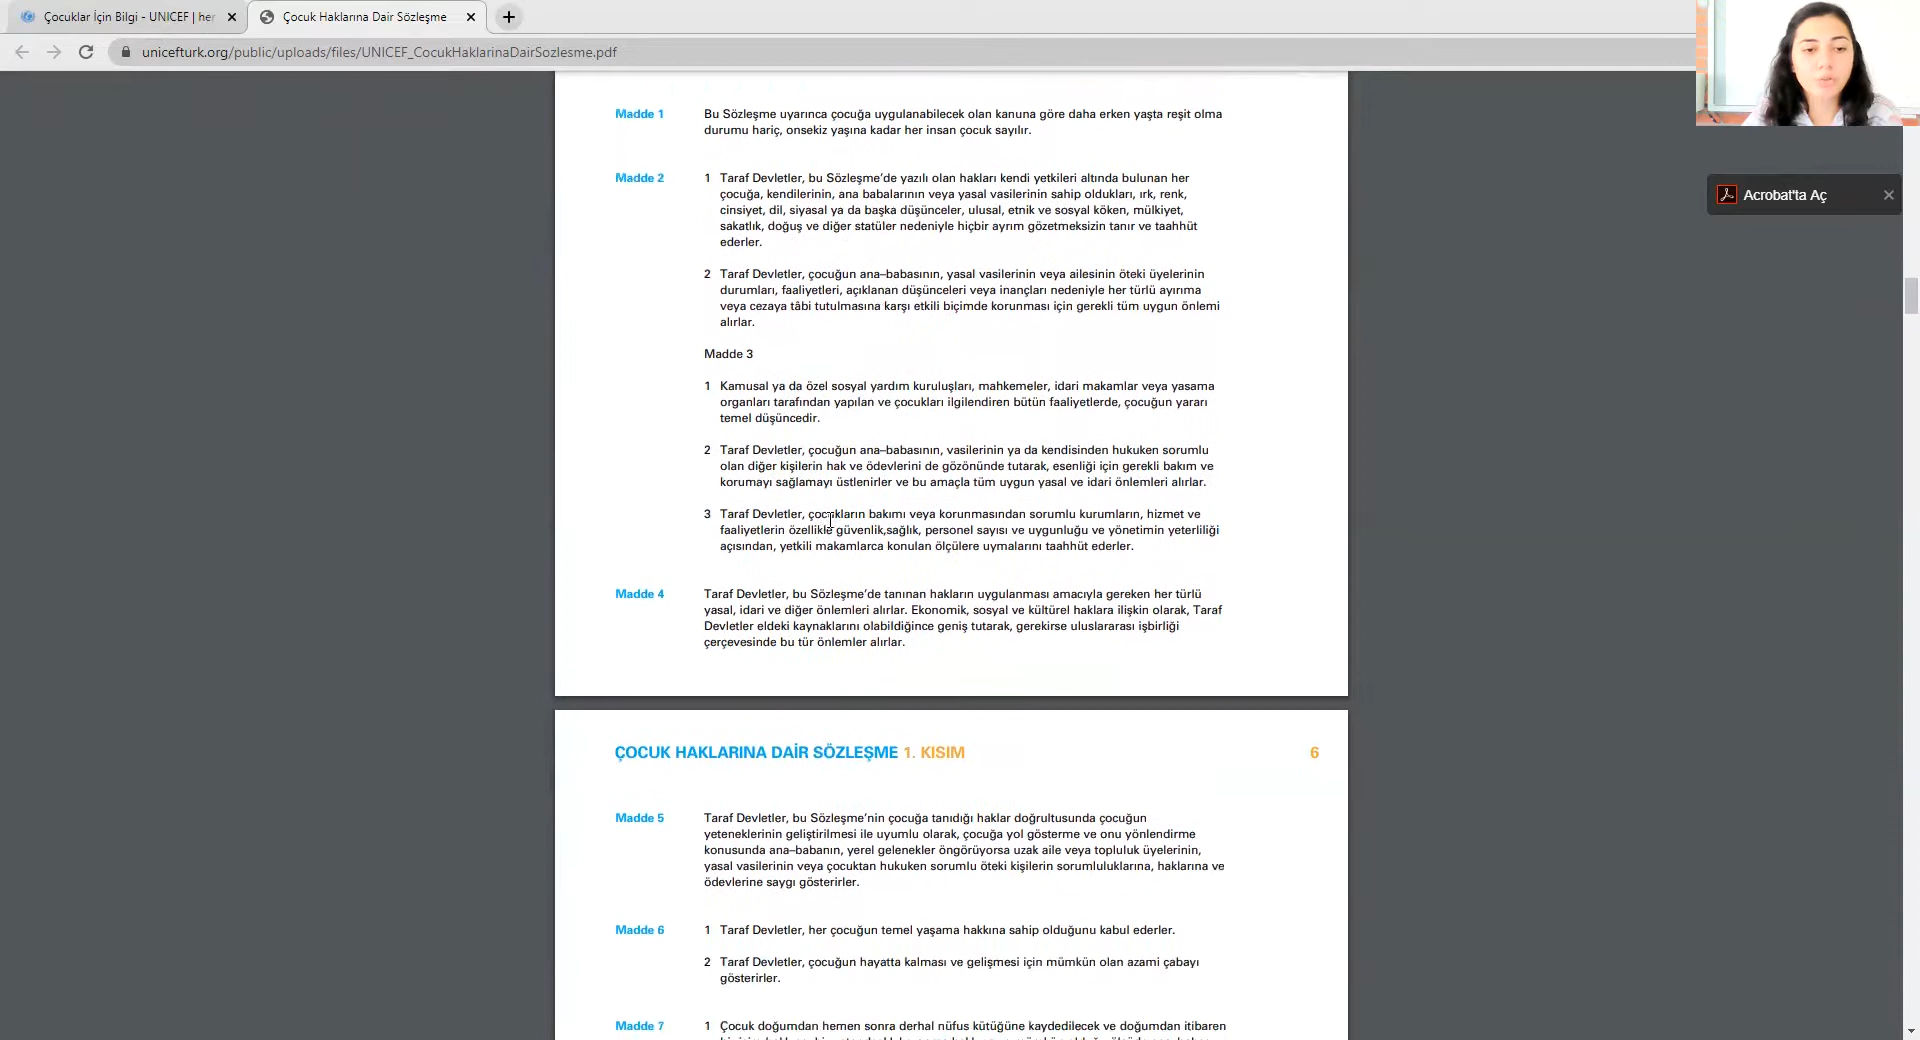 Çocuklar İçin Bilgi - UNICEF | her
Çocuk Haklarına Dair Sözleşme
unicefturk.org/public/uploads/files/UNICEF_CocukHaklarinaDairSozlesme.pdf
Acrobat'ta Aç
Madde 1
Bu Sözleşme uyarınca çocuğa uygulanabilecek olan kanuna göre daha erken yaşta reşit olma
durumu hariç, onsekiz yaşına kadar her insan çocuk sayılır.
Madde 2
1 Taraf Devletler, bu Sözleşme'de yazılı olan hakları kendi yetkileri altında bulunan her
çocuğa, kendilerinin, ana babalarının veya yasal vasilerinin sahip oldukları, ırk, renk,
cinsiyet, dil, siyasal ya da başka düşünceler, ulusal, etnik ve sosyal köken, mülkiyet,
sakatlık, doğuş ve diğer statüler nedeniyle hiçbir ayrım gözetmeksizin tanır ve taahhüt
ederler.
2 Taraf Devletler, çocuğun ana–babasının, yasal vasilerinin veya ailesinin öteki üyelerinin
durumları, faaliyetleri, açıklanan düşünceleri veya inançları nedeniyle her türlü ayırıma
veya cezaya tâbi tutulmasına karşı etkili biçimde korunması için gerekli tüm uygun önlemi
alırlar.
Madde 3
1 Kamusal ya da özel sosyal yardım kuruluşları, mahkemeler, idari makamlar veya yasama
organları tarafından yapılan ve çocukları ilgilendiren bütün faaliyetlerde, çocuğun yararı
temel düşüncedir.
2 Taraf Devletler, çocuğun ana–babasının, vasilerinin ya da kendisinden hukuken sorumlu
olan diğer kişilerin hak ve ödevlerini de gözönünde tutarak, esenliği için gerekli bakım ve
korumayı sağlamayı üstlenirler ve bu amaçla tüm uygun yasal ve idari önlemleri alırlar.
3 Taraf Devletler, çocukların bakımı veya korunmasından sorumlu kurumların, hizmet ve
faaliyetlerin özellikle güvenlik,sağlık, personel sayısı ve uygunluğu ve yönetimin yeterliliği
açısından, yetkili makamlarca konulan ölçülere uymalarını taahhüt ederler.
Madde 4
Taraf Devletler, bu Sözleşme'de tanınan hakların uygulanması amacıyla gereken her türlü
yasal, idari ve diğer önlemleri alırlar. Ekonomik, sosyal ve kültürel haklara ilişkin olarak, Taraf
Devletler eldeki kaynaklarını olabildiğince geniş tutarak, gerekirse uluslararası işbirliği
çerçevesinde bu tür önlemler alırlar.
ÇOCUK HAKLARINA DAİR SÖZLEŞME 1. KISIM
6
Madde 5
Taraf Devletler, bu Sözleşme'nin çocuğa tanıdığı haklar doğrultusunda çocuğun
yeteneklerinin geliştirilmesi ile uyumlu olarak, çocuğa yol gösterme ve onu yönlendirme
konusunda ana–babanın, yerel gelenekler öngörüyorsa uzak aile veya topluluk üyelerinin,
yasal vasilerinin veya çocuktan hukuken sorumlu öteki kişilerin sorumluluklarına, haklarına ve
ödevlerine saygı gösterirler.
Madde 6
1 Taraf Devletler, her çocuğun temel yaşama hakkına sahip olduğunu kabul ederler.
2 Taraf Devletler, çocuğun hayatta kalması ve gelişmesi için mümkün olan azami çabayı
gösterirler.
Madde 7
1 Çocuk doğumdan hemen sonra derhal nüfus kütüğüne kaydedilecek ve doğumdan itibaren